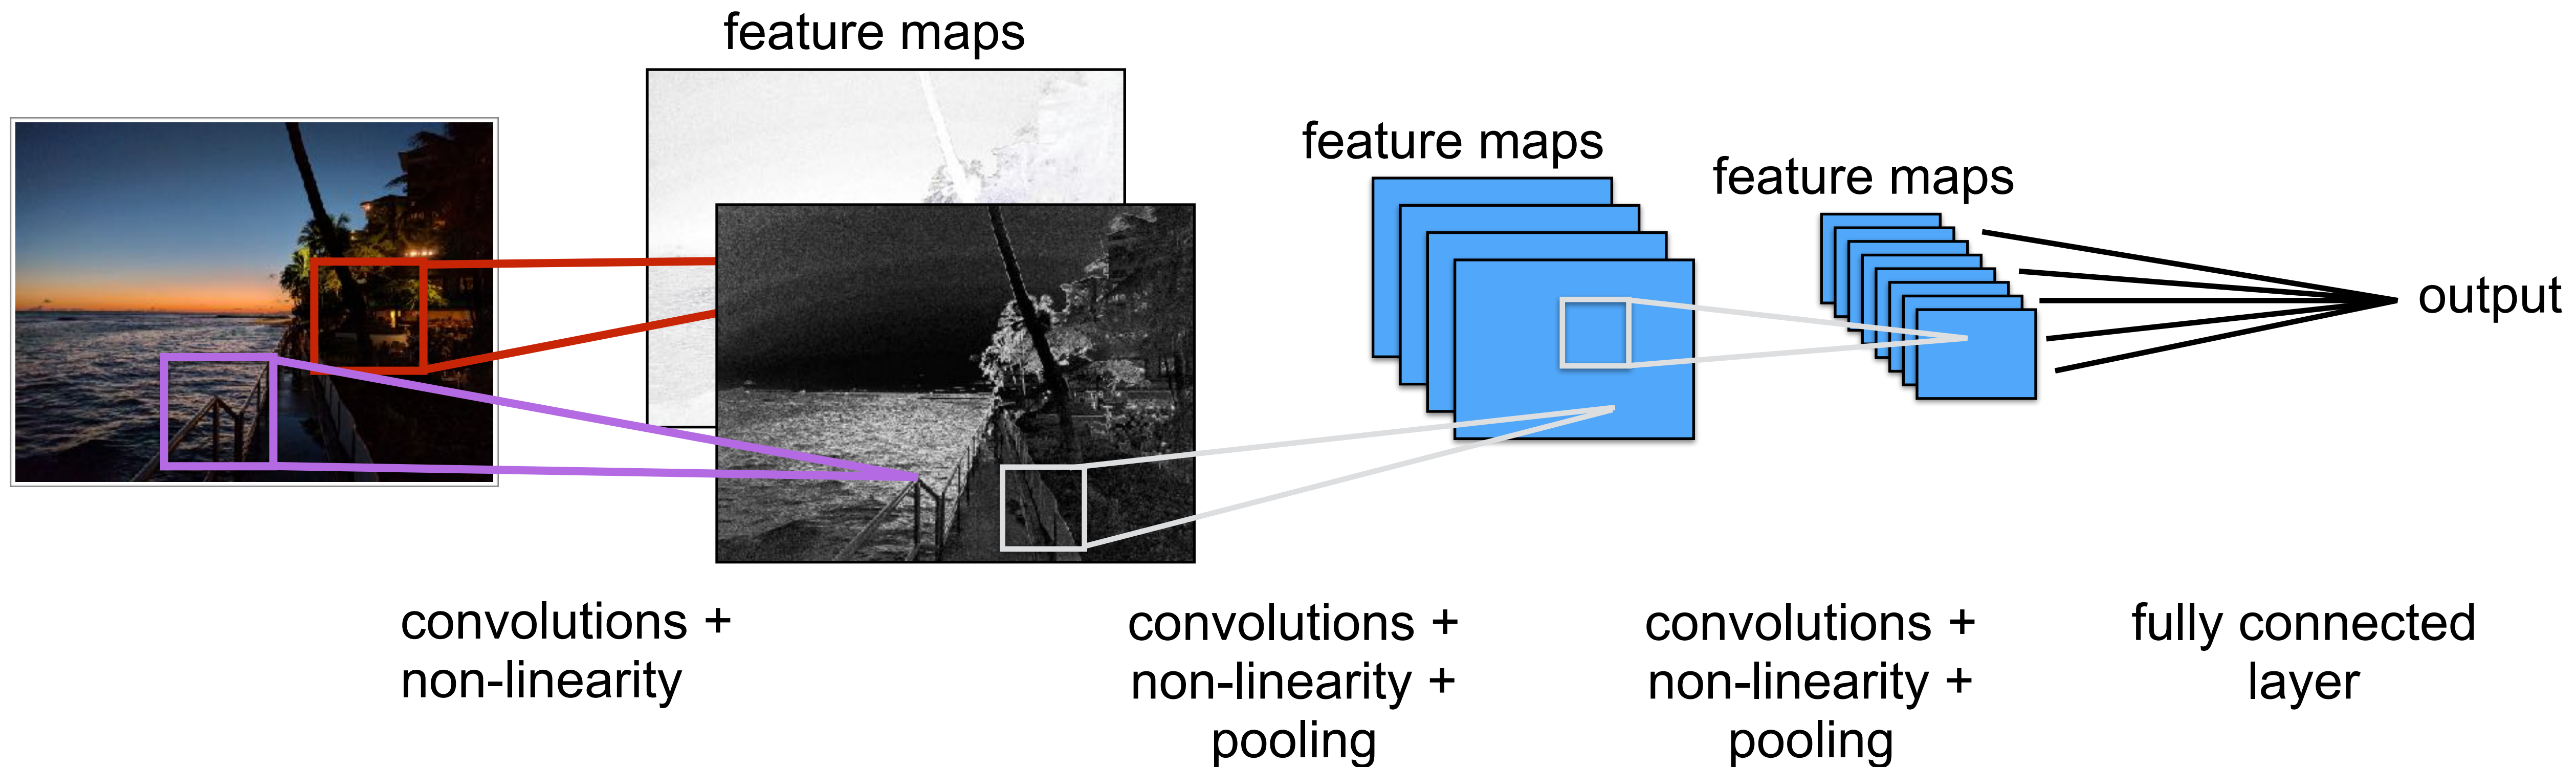 feature maps
feature maps
feature maps
output
convolutions +
non-linearity
convolutions +
non-linearity +
pooling
convolutions +
non-linearity +
pooling
fully connected
layer